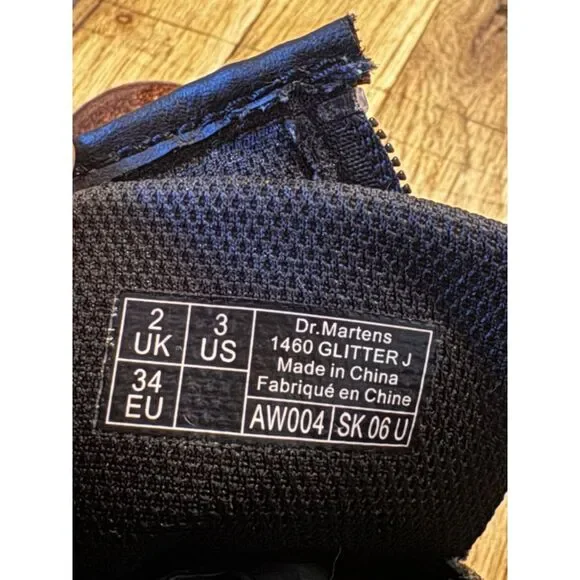 2
UK
3
US
34
EU
Dr.Martens
1460 GLITTER J
Made in China
Fabriqué en Chine
AW004
SK 06 U